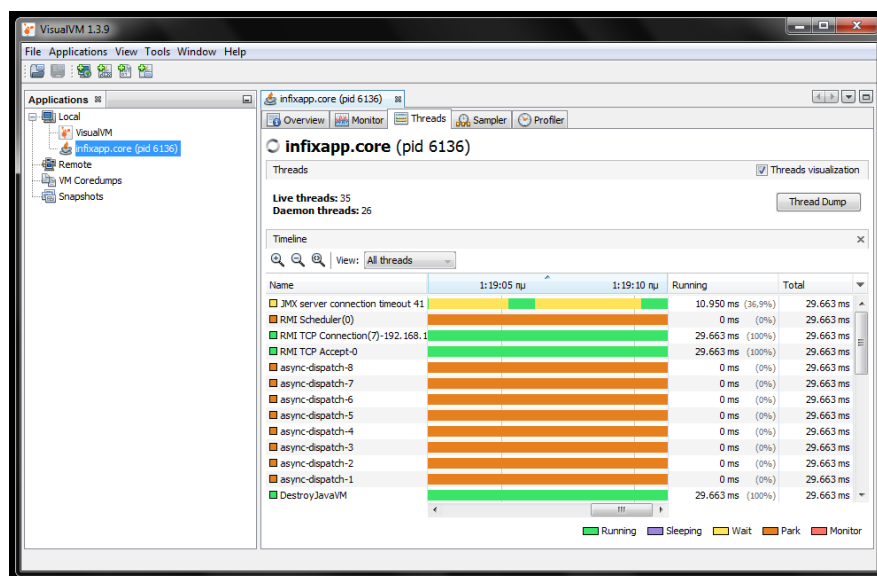 VisualVM 1.3.9
File Applications View Tools Window Help
Applications
Local
VisualVM
infixapp.core (pid 6136)
Remote
VM Coredumps
Snapshots
infixapp.core (pid 6136)
Overview Monitor Threads Sampler Profiler
infixapp.core (pid 6136)
Threads Threads visualization
Live threads: 35
Daemon threads: 26
Thread Dump
Timeline
View: All threads
Name 1:19:05 πμ 1:19:10 πμ Running Total
JMX server connection timeout 41 10.950 ms (36,9%) 29.663 ms
RMI Scheduler(0) 0 ms (0%) 29.663 ms
RMI TCP Connection(7)-192.168.1 29.663 ms (100%) 29.663 ms
RMI TCP Accept-0 29.663 ms (100%) 29.663 ms
async-dispatch-8 0 ms (0%) 29.663 ms
async-dispatch-7 0 ms (0%) 29.663 ms
async-dispatch-6 0 ms (0%) 29.663 ms
async-dispatch-5 0 ms (0%) 29.663 ms
async-dispatch-4 0 ms (0%) 29.663 ms
async-dispatch-3 0 ms (0%) 29.663 ms
async-dispatch-2 0 ms (0%) 29.663 ms
async-dispatch-1 0 ms (0%) 29.663 ms
DestroyJavaVM 29.663 ms (100%) 29.663 ms
Running Sleeping Wait Park Monitor